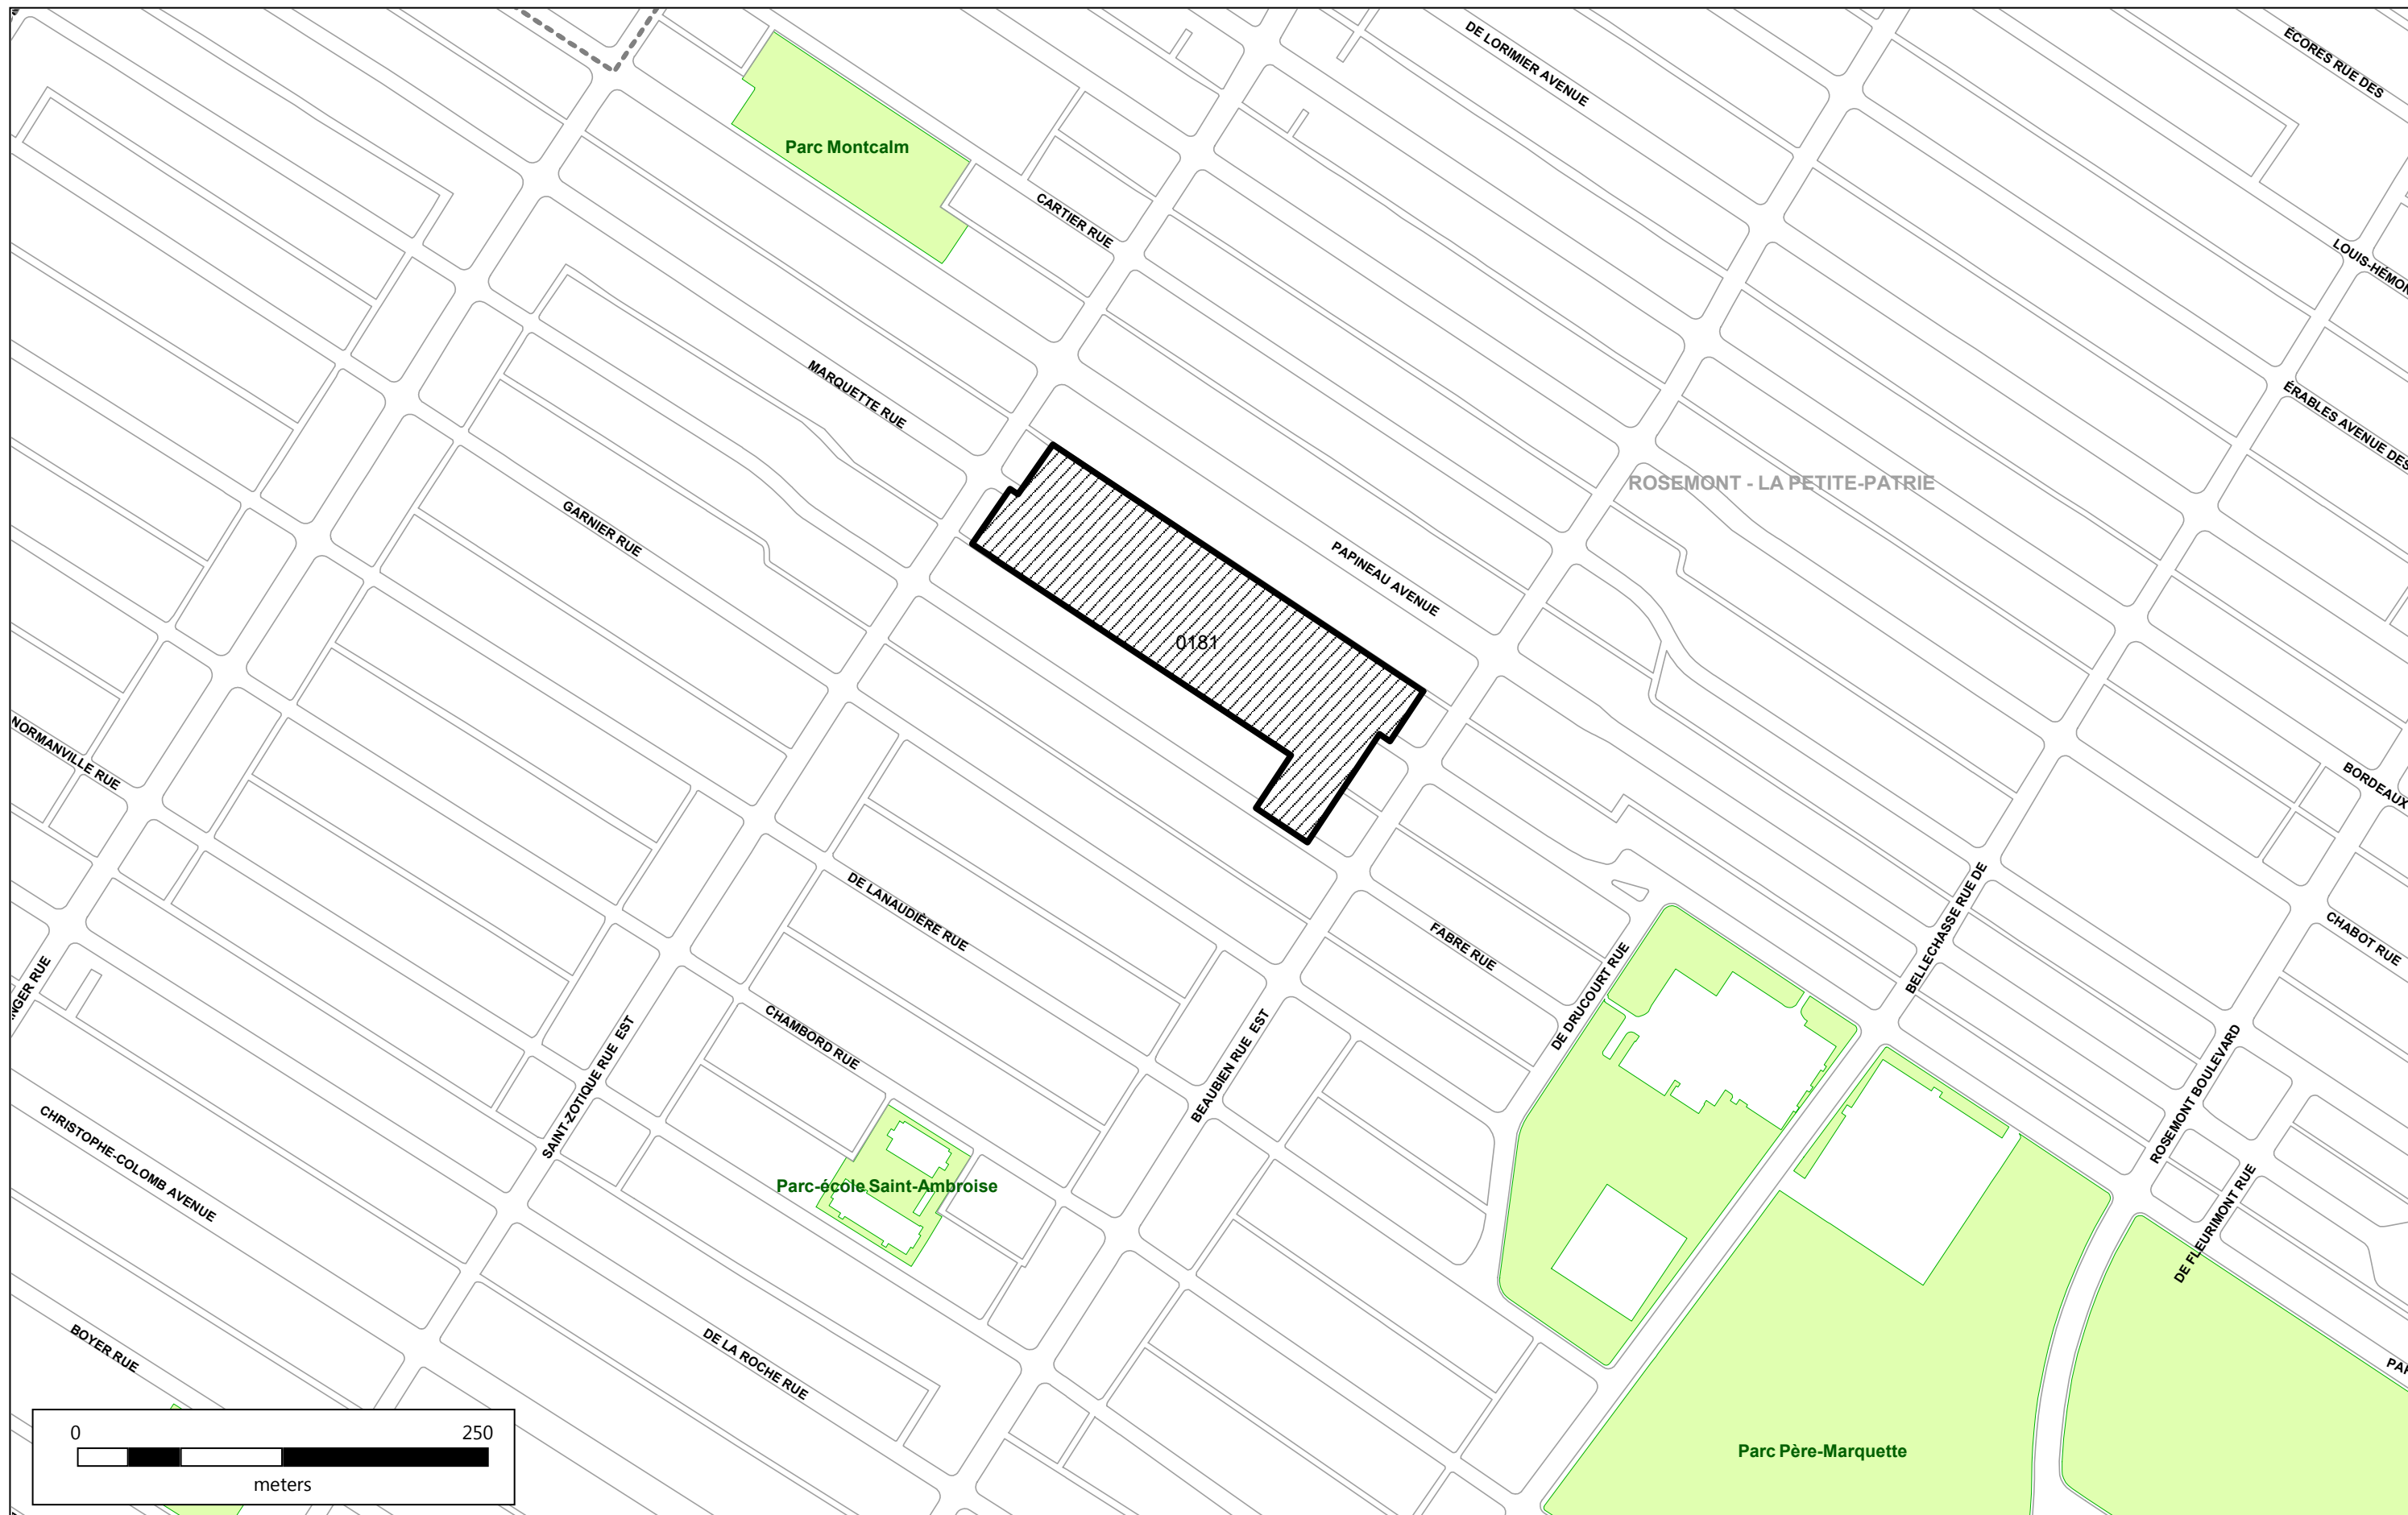 ÉCORES RUE DES
DE LORIMIER AVENUE
Parc Montcalm
CARTIER RUE
LOUIS-HÉMON
MARQUETTE RUE
ÉRABLES AVENUE DES
ROSEMONT - LA PETITE-PATRIE
GARNIER RUE
PAPINEAU AVENUE
0181
NORMANVILLE RUE
BORDEAUX
BELLECHASSE RUE DE
DE LANAUDIÈRE RUE
FABRE RUE
CHABOT RUE
DE DRUCOURT RUE
CHAMBORD RUE
SAINT-ZOTIQUE RUE EST
BEAUBIEN RUE EST
ROSEMONT BOULEVARD
CHRISTOPHE-COLOMB AVENUE
Parc-école Saint-Ambroise
DE FLEURIMONT RUE
BOYER RUE
DE LA ROCHE RUE
Parc Père-Marquette
0 250
meters